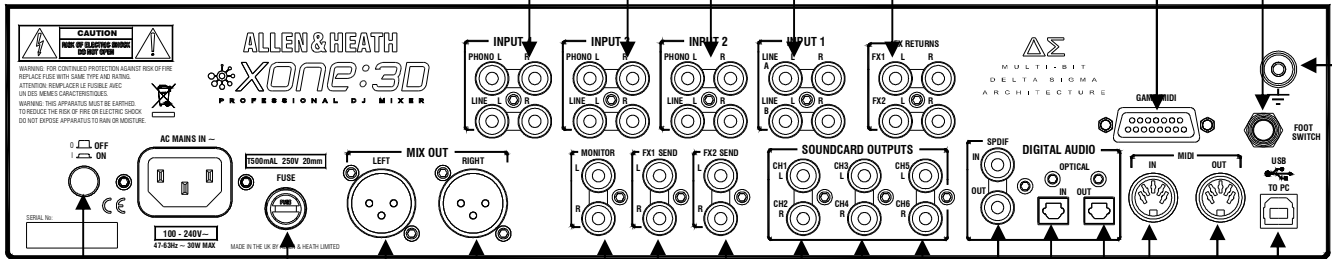 CAUTION
RISK OF ELECTRIC SHOCK
DO NOT OPEN
WARNING: FOR CONTINUED PROTECTION AGAINST RISK OF FIRE
REPLACE FUSE WITH SAME TYPE AND RATING.
ATTENTION: REMPLACER LE FUSIBLE AVEC
UN DES MEMES CARACTERISTIQUES.
WARNING: THIS APPARATUS MUST BE EARTHED.
TO REDUCE THE RISK OF FIRE OR ELECTRIC SHOCK
DO NOT EXPOSE APPARATUS TO RAIN OR MOISTURE.
ALLEN & HEATH
XONE:3D
PROFESSIONAL DJ MIXER
INPUT
PHONO L R
LINE L R
INPUT 3
PHONO L R
LINE L R
INPUT 2
PHONO L R
LINE L R
INPUT 1
LINE A L R
LINE B L R
RETURNS
FX1 L R
FX2 L R
ΔΣ
MULTI-BIT
DELTA SIGMA
ARCHITECTURE
MIDI
FOOT
SWITCH
O OFF
I ON
AC MAINS IN ~
100 - 240V~
47-63Hz ~ 30W MAX
SERIAL No:
CE
T500mAL 250V 20mm
FUSE
FUSE
MADE IN THE UK BY ALLEN & HEATH LIMITED
MIX OUT
LEFT
RIGHT
MONITOR
L
R
FX1 SEND
L
R
FX2 SEND
L
R
SOUNDCARD OUTPUTS
CH1 L
CH2 R
CH3 L
CH4 R
CH5 L
CH6 R
DIGITAL AUDIO
SPDIF
IN
OUT
OPTICAL
IN OUT
MIDI
IN
OUT
USB
TO PC